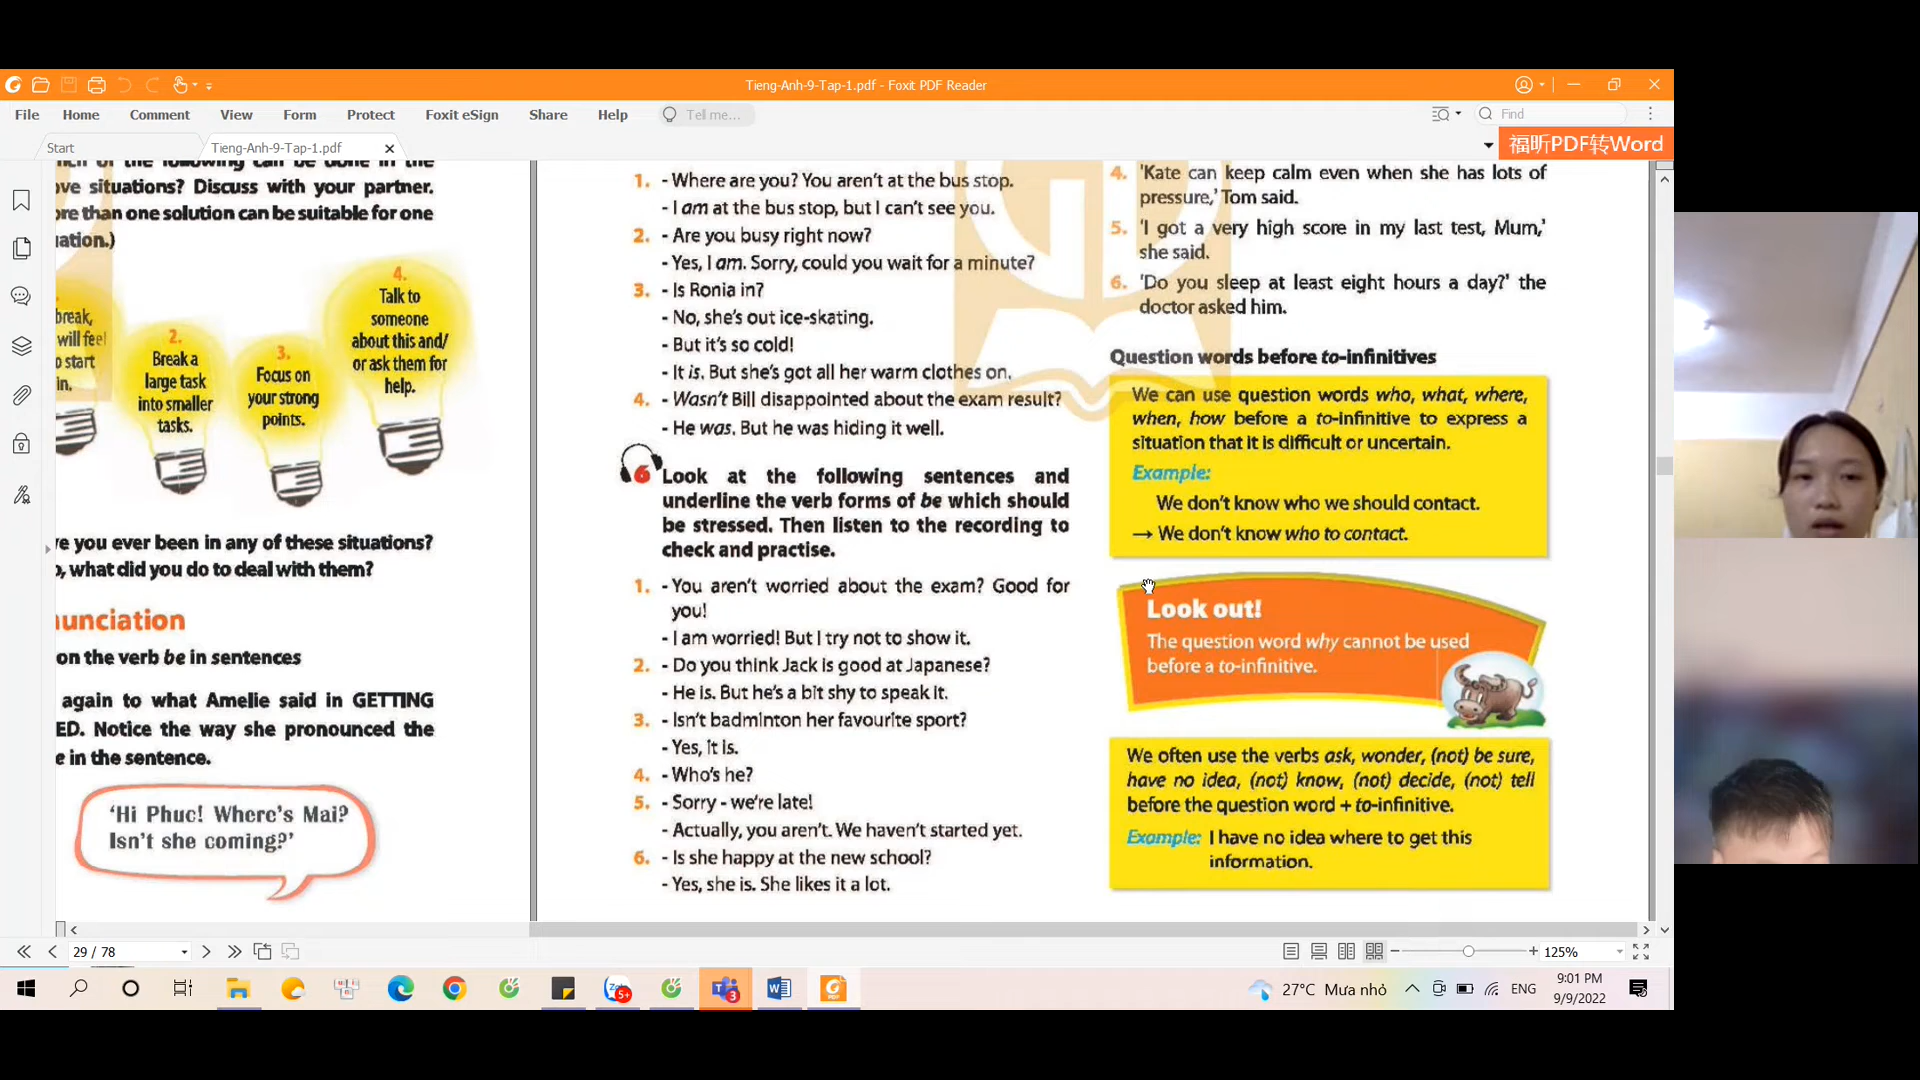 Tieng-Anh-9-Tap-1.pdf - Foxit PDF Reader
File Home Comment View Form Protect Foxit eSign Share Help Tell me... Find
Start Tieng-Anh-9-Tap-1.pdf 福昕PDF转Word
of the following can be done in the
situations? Discuss with your partner.
than one solution can be suitable for one
4.
Talk to
someone
about this and/
or ask them for
help.
break,
will feel
start
in.
2.
Break a
large task
into smaller
tasks.
3.
Focus on
your strong
points.
you ever been in any of these situations?
what did you do to deal with them?
on the verb be in sentences
again to what Amelie said in GETTING
Notice the way she pronounced the
in the sentence.
‘Hi Phuc! Where’s Mai?
Isn’t she coming?’
1. - Where are you? You aren’t at the bus stop.
- I am at the bus stop, but I can’t see you.
2. - Are you busy right now?
- Yes, I am. Sorry, could you wait for a minute?
3. - Is Ronia in?
- No, she’s out ice-skating.
- But it’s so cold!
- It is. But she’s got all her warm clothes on.
4. - Wasn’t Bill disappointed about the exam result?
- He was. But he was hiding it well.
6 Look at the following sentences and
underline the verb forms of be which should
be stressed. Then listen to the recording to
check and practise.
1. - You aren’t worried about the exam? Good for
you!
- I am worried! But I try not to show it.
2. - Do you think Jack is good at Japanese?
- He is. But he’s a bit shy to speak it.
3. - Isn’t badminton her favourite sport?
- Yes, it is.
4. - Who’s he?
5. - Sorry - we’re late!
- Actually, you aren’t. We haven’t started yet.
6. - Is she happy at the new school?
- Yes, she is. She likes it a lot.
4. ‘Kate can keep calm even when she has lots of
pressure,’ Tom said.
5. ‘I got a very high score in my last test, Mum,’
she said.
6. ‘Do you sleep at least eight hours a day?’ the
doctor asked him.
Question words before to-infinitives
We can use question words who, what, where,
when, how before a to-infinitive to express a
situation that it is difficult or uncertain.
Example:
We don’t know who we should contact.
→ We don’t know who to contact.
Look out!
The question word why cannot be used
before a to-infinitive.
We often use the verbs ask, wonder, (not) be sure,
have no idea, (not) know, (not) decide, (not) tell
before the question word + to-infinitive.
Example: I have no idea where to get this
information.
29 / 78 125%
27°C Mưa nhỏ ENG 9:01 PM
9/9/2022